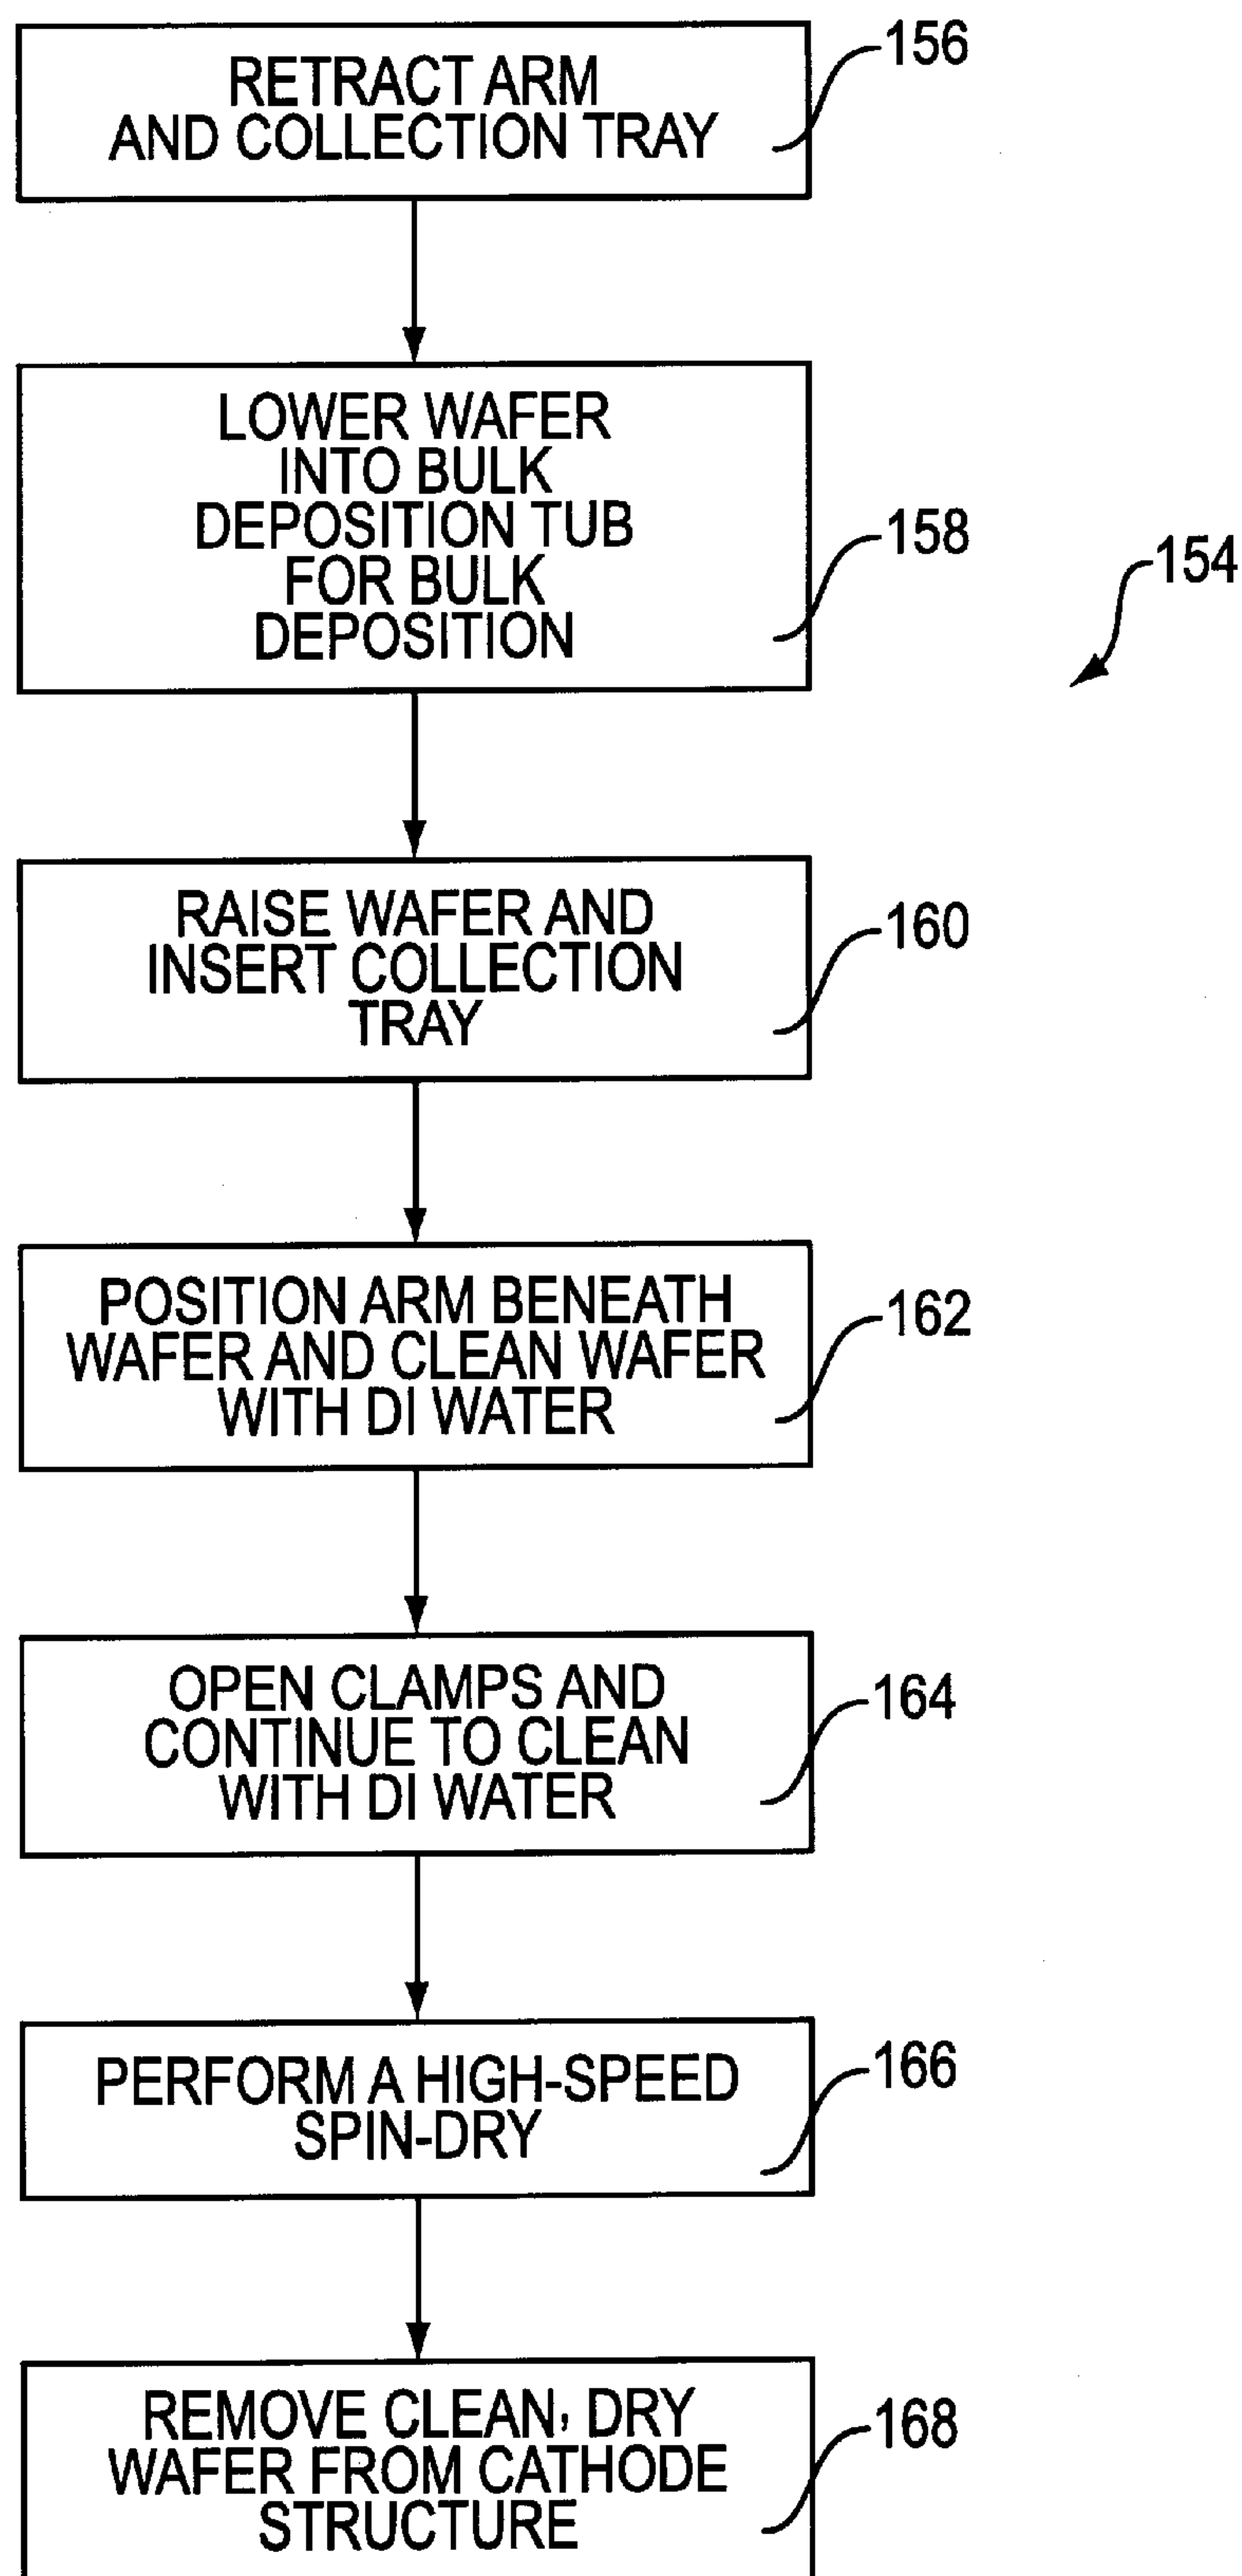 RETRACT ARM
AND COLLECTION TRAY
156
LOWER WAFER
INTO BULK
DEPOSITION TUB
FOR BULK
DEPOSITION
158
154
RAISE WAFER AND
INSERT COLLECTION
TRAY
160
POSITION ARM BENEATH
WAFER AND CLEAN WAFER
WITH DI WATER
162
OPEN CLAMPS AND
CONTINUE TO CLEAN
WITH DI WATER
164
PERFORM A HIGH-SPEED
SPIN-DRY
166
REMOVE CLEAN, DRY
WAFER FROM CATHODE
STRUCTURE
168